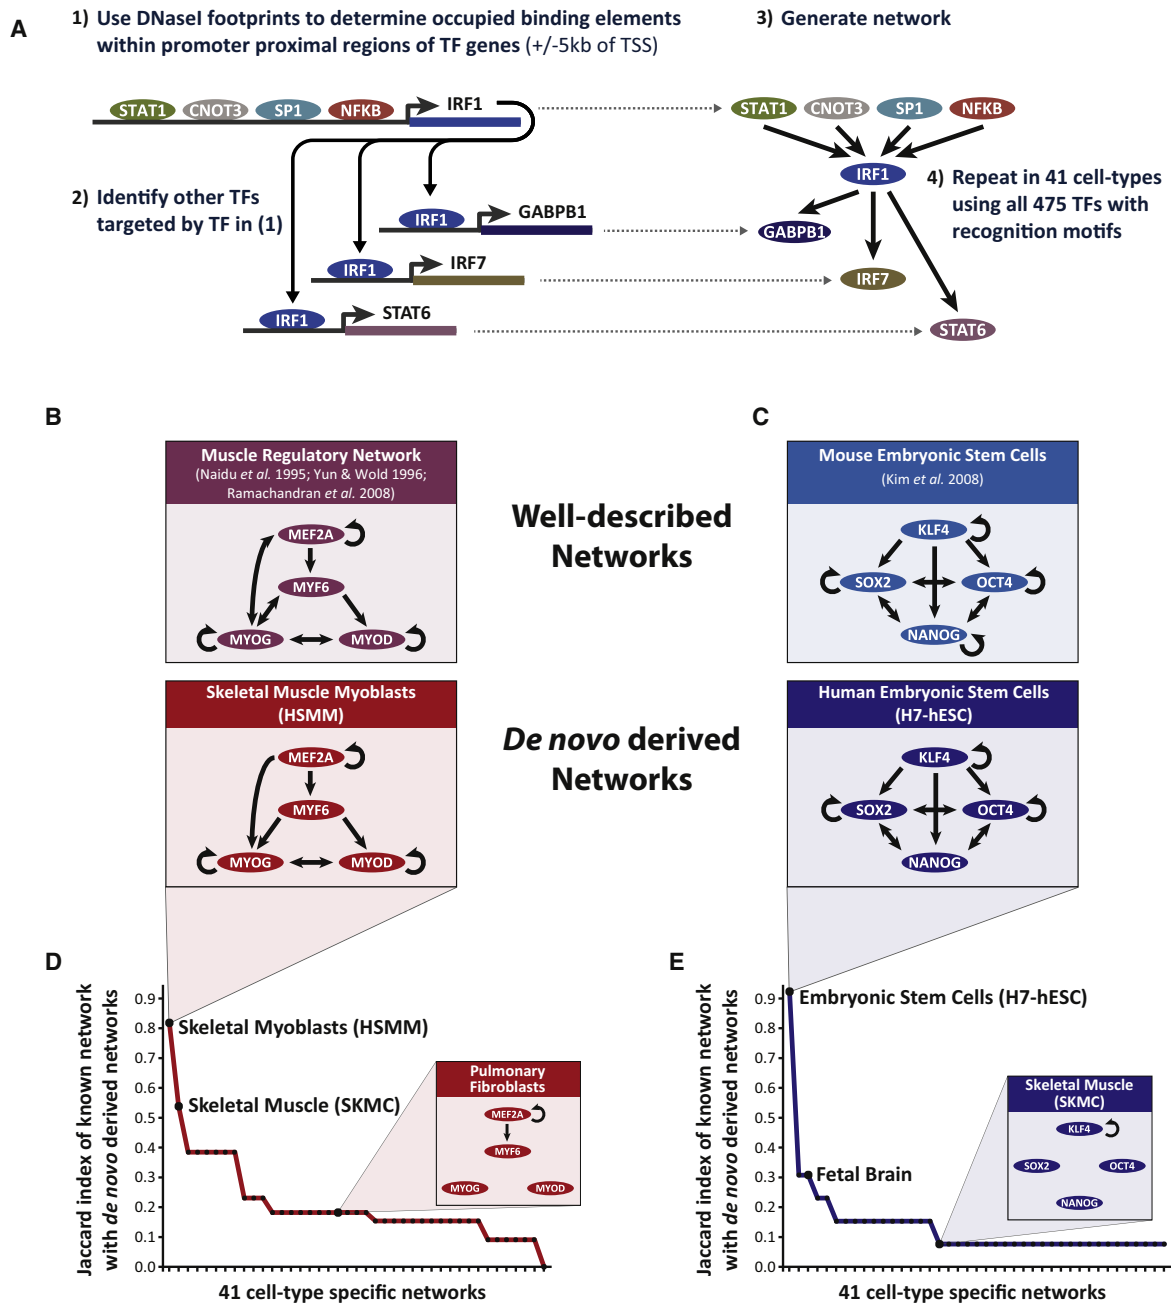 A
1) Use DNaseI footprints to determine occupied binding elements
within promoter proximal regions of TF genes (+/-5kb of TSS)
3) Generate network
STAT1 CNOT3 SP1 NFKB IRF1
STAT1 CNOT3 SP1 NFKB
IRF1
2) Identify other TFs
targeted by TF in (1)
4) Repeat in 41 cell-types
using all 475 TFs with
recognition motifs
IRF1 GABPB1
GABPB1
IRF1 IRF7
IRF7
IRF1 STAT6
STAT6
B
Muscle Regulatory Network
(Naidu et al. 1995; Yun & Wold 1996;
Ramachandran et al. 2008)
MEF2A
MYF6
MYOG MYOD
Well-described
Networks
C
Mouse Embryonic Stem Cells
(Kim et al. 2008)
KLF4
SOX2 OCT4
NANOG
Skeletal Muscle Myoblasts
(HSMM)
MEF2A
MYF6
MYOG MYOD
De novo derived
Networks
Human Embryonic Stem Cells
(H7-hESC)
KLF4
SOX2 OCT4
NANOG
D
Jaccard index of known network
with de novo derived networks
0.9
0.8
0.7
0.6
0.5
0.4
0.3
0.2
0.1
0.0
Skeletal Myoblasts (HSMM)
Skeletal Muscle (SKMC)
Pulmonary
Fibroblasts
MEF2A
MYF6
MYOG MYOD
41 cell-type specific networks
E
Jaccard index of known network
with de novo derived networks
0.9
0.8
0.7
0.6
0.5
0.4
0.3
0.2
0.1
0.0
Embryonic Stem Cells (H7-hESC)
Fetal Brain
Skeletal Muscle
(SKMC)
KLF4
SOX2 OCT4
NANOG
41 cell-type specific networks